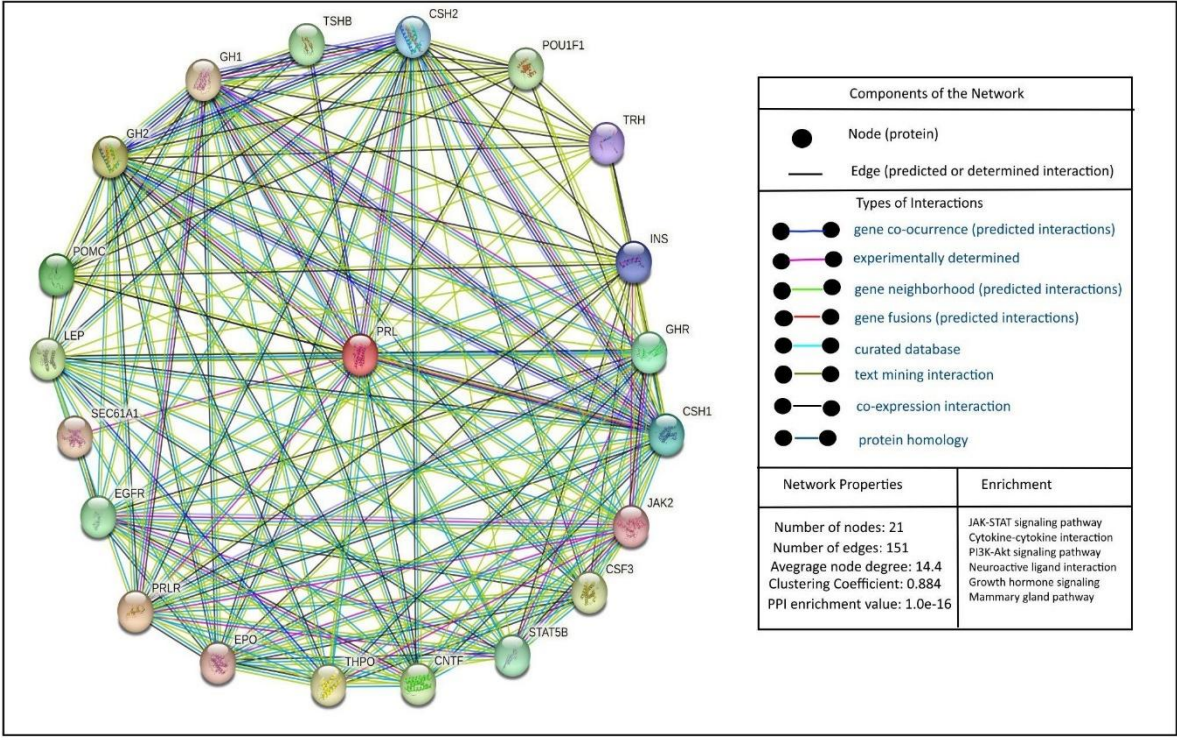 CSH2
TSHB
POU1F1
GH1
TRH
GH2
INS
POMC
GHR
LEP
PRL
SEC61A1
CSH1
EGFR
JAK2
CSF3
PRLR
STAT5B
EPO
THPO
CNTF
Components of the Network
Node (protein)
Edge (predicted or determined interaction)
Types of Interactions
gene co-ocurrence (predicted interactions)
experimentally determined
gene neighborhood (predicted interactions)
gene fusions (predicted interactions)
curated database
text mining interaction
co-expression interaction
protein homology
Network Properties
Number of nodes: 21
Number of edges: 151
Avegrage node degree: 14.4
Clustering Coefficient: 0.884
PPI enrichment value: 1.0e-16
Enrichment
JAK-STAT signaling pathway
Cytokine-cytokine interaction
PI3K-Akt signaling pathway
Neuroactive ligand interaction
Growth hormone signaling
Mammary gland pathway